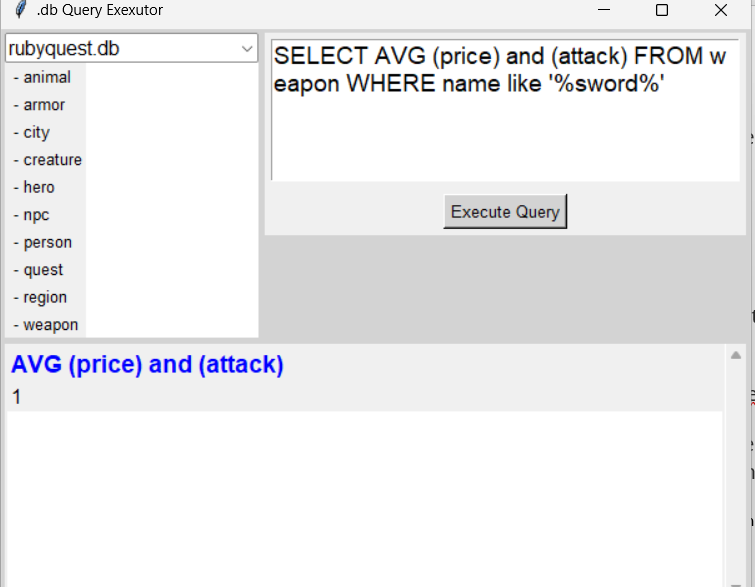 .db Query Exexutor
rubyquest.db
- animal
- armor
- city
- creature
- hero
- npc
- person
- quest
- region
- weapon
SELECT AVG (price) and (attack) FROM w
eapon WHERE name like '%sword%'
Execute Query
AVG (price) and (attack)
1